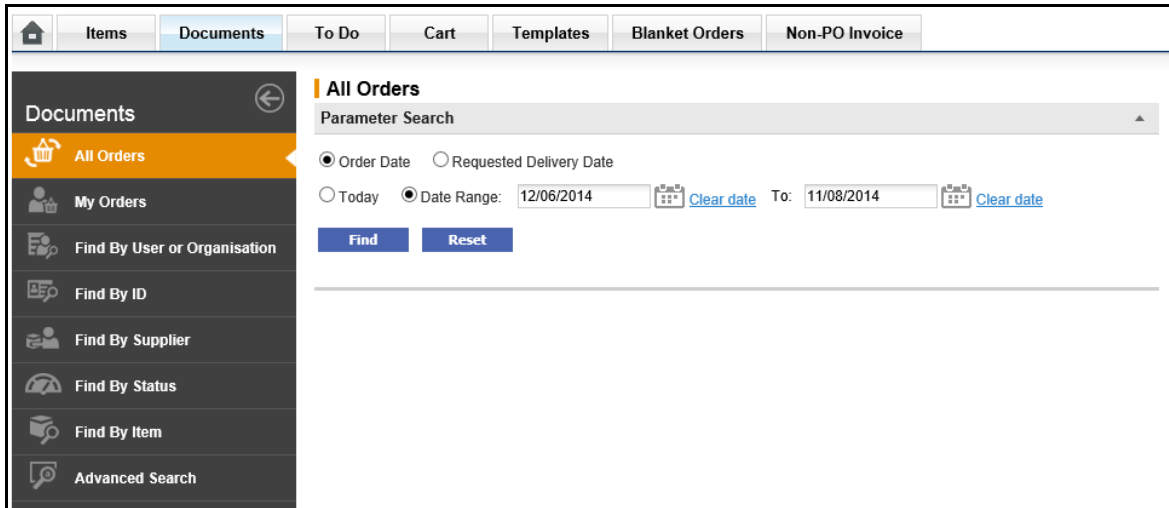 Items Documents To Do Cart Templates Blanket Orders Non-PO Invoice
Documents
All Orders
My Orders
Find By User or Organisation
Find By ID
Find By Supplier
Find By Status
Find By Item
Advanced Search
All Orders
Parameter Search
Order Date Requested Delivery Date
Today Date Range: 12/06/2014 Clear date To: 11/08/2014 Clear date
Find Reset